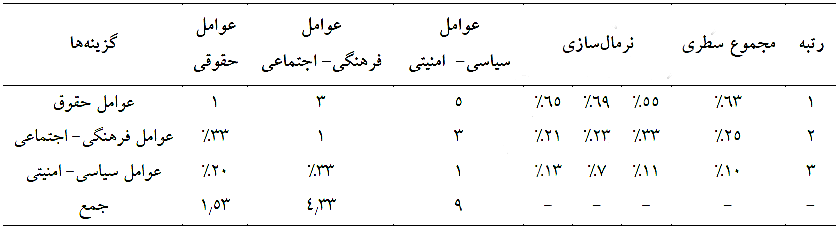 گزینه‌ها عوامل حقوقی عوامل فرهنگی- اجتماعی عوامل سیاسی- امنیتی نرمال‌سازی مجموع سطری رتبه
عوامل حقوق ۱ ۳ ۵ ٪۶۵ ٪۶۹ ٪۵۵ ٪۶۳ ۱
عوامل فرهنگی- اجتماعی ٪۳۳ ۱ ۳ ٪۲۱ ٪۲۳ ٪۳۳ ٪۲۵ ۲
عوامل سیاسی- امنیتی ٪۲۰ ٪۳۳ ۱ ٪۱۳ ٪۷ ٪۱۱ ٪۱۰ ۳
جمع ۱,۵۳ ٤,۳۳ ۹ - - - - -